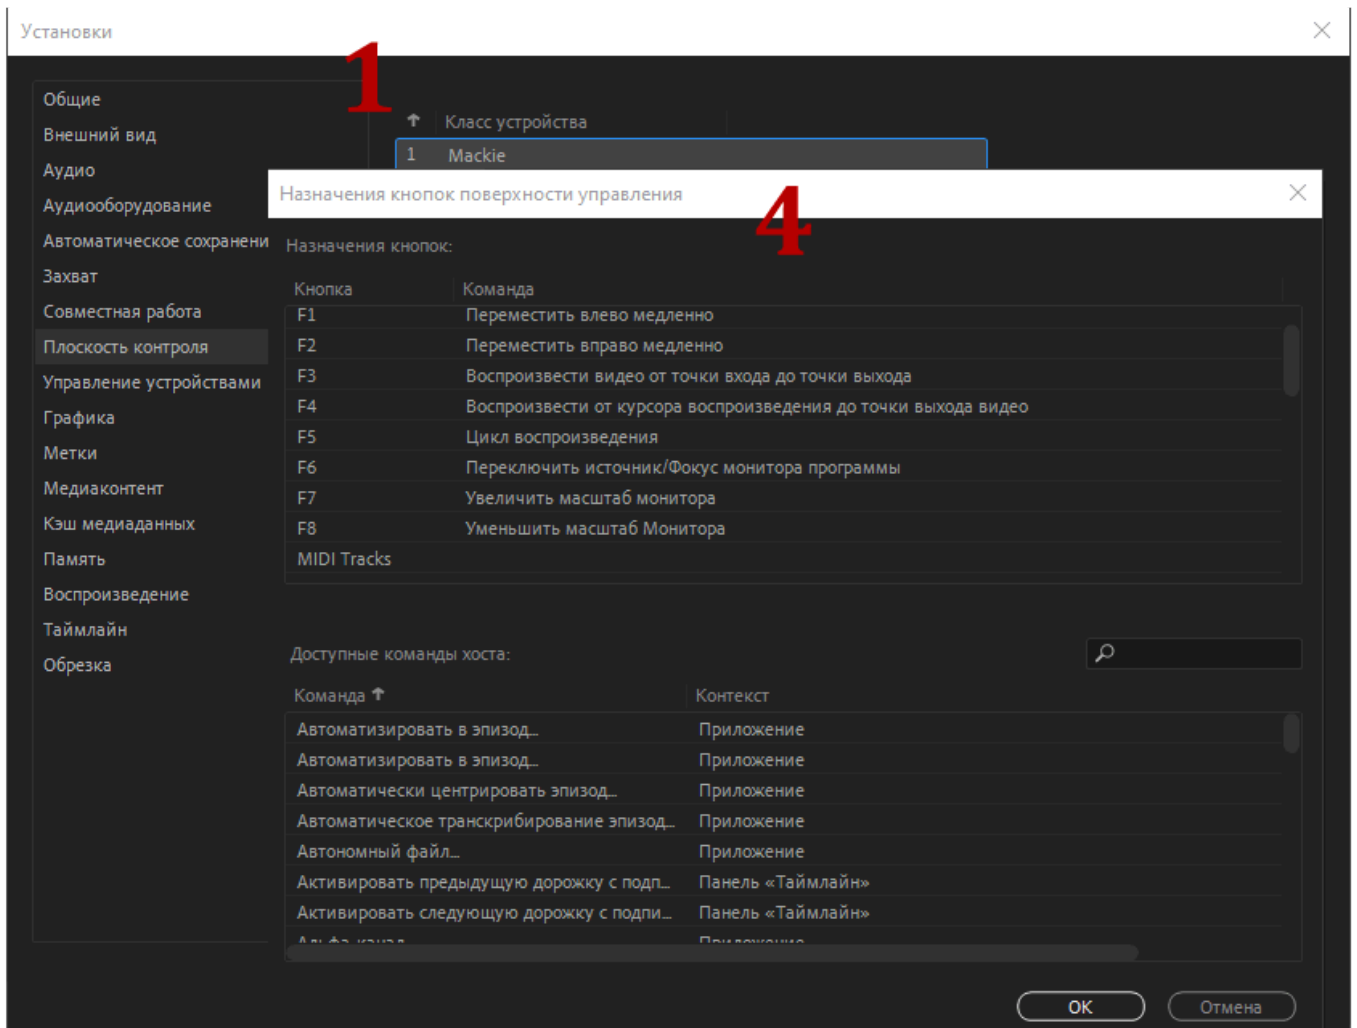 Установки
1
Общие
Внешний вид
Аудио
Аудиооборудование
Автоматическое сохранени
Захват
Совместная работа
Плоскость контроля
Управление устройствами
Графика
Метки
Медиаконтент
Кэш медиаданных
Память
Воспроизведение
Таймлайн
Обрезка
Класс устройства
1 Mackie
Назначения кнопок поверхности управления
4
Назначения кнопок:
Кнопка Команда
F1 Переместить влево медленно
F2 Переместить вправо медленно
F3 Воспроизвести видео от точки входа до точки выхода
F4 Воспроизвести от курсора воспроизведения до точки выхода видео
F5 Цикл воспроизведения
F6 Переключить источник/Фокус монитора программы
F7 Увеличить масштаб монитора
F8 Уменьшить масштаб Монитора
MIDI Tracks
Доступные команды хоста:
Команда Контекст
Автоматизировать в эпизод... Приложение
Автоматизировать в эпизод... Приложение
Автоматически центрировать эпизод... Приложение
Автоматическое транскрибирование эпизод... Приложение
Автономный файл... Приложение
Активировать предыдущую дорожку с подп... Панель «Таймлайн»
Активировать следующую дорожку с подпи... Панель «Таймлайн»
Альфа-канал Приложение
ОК Отмена